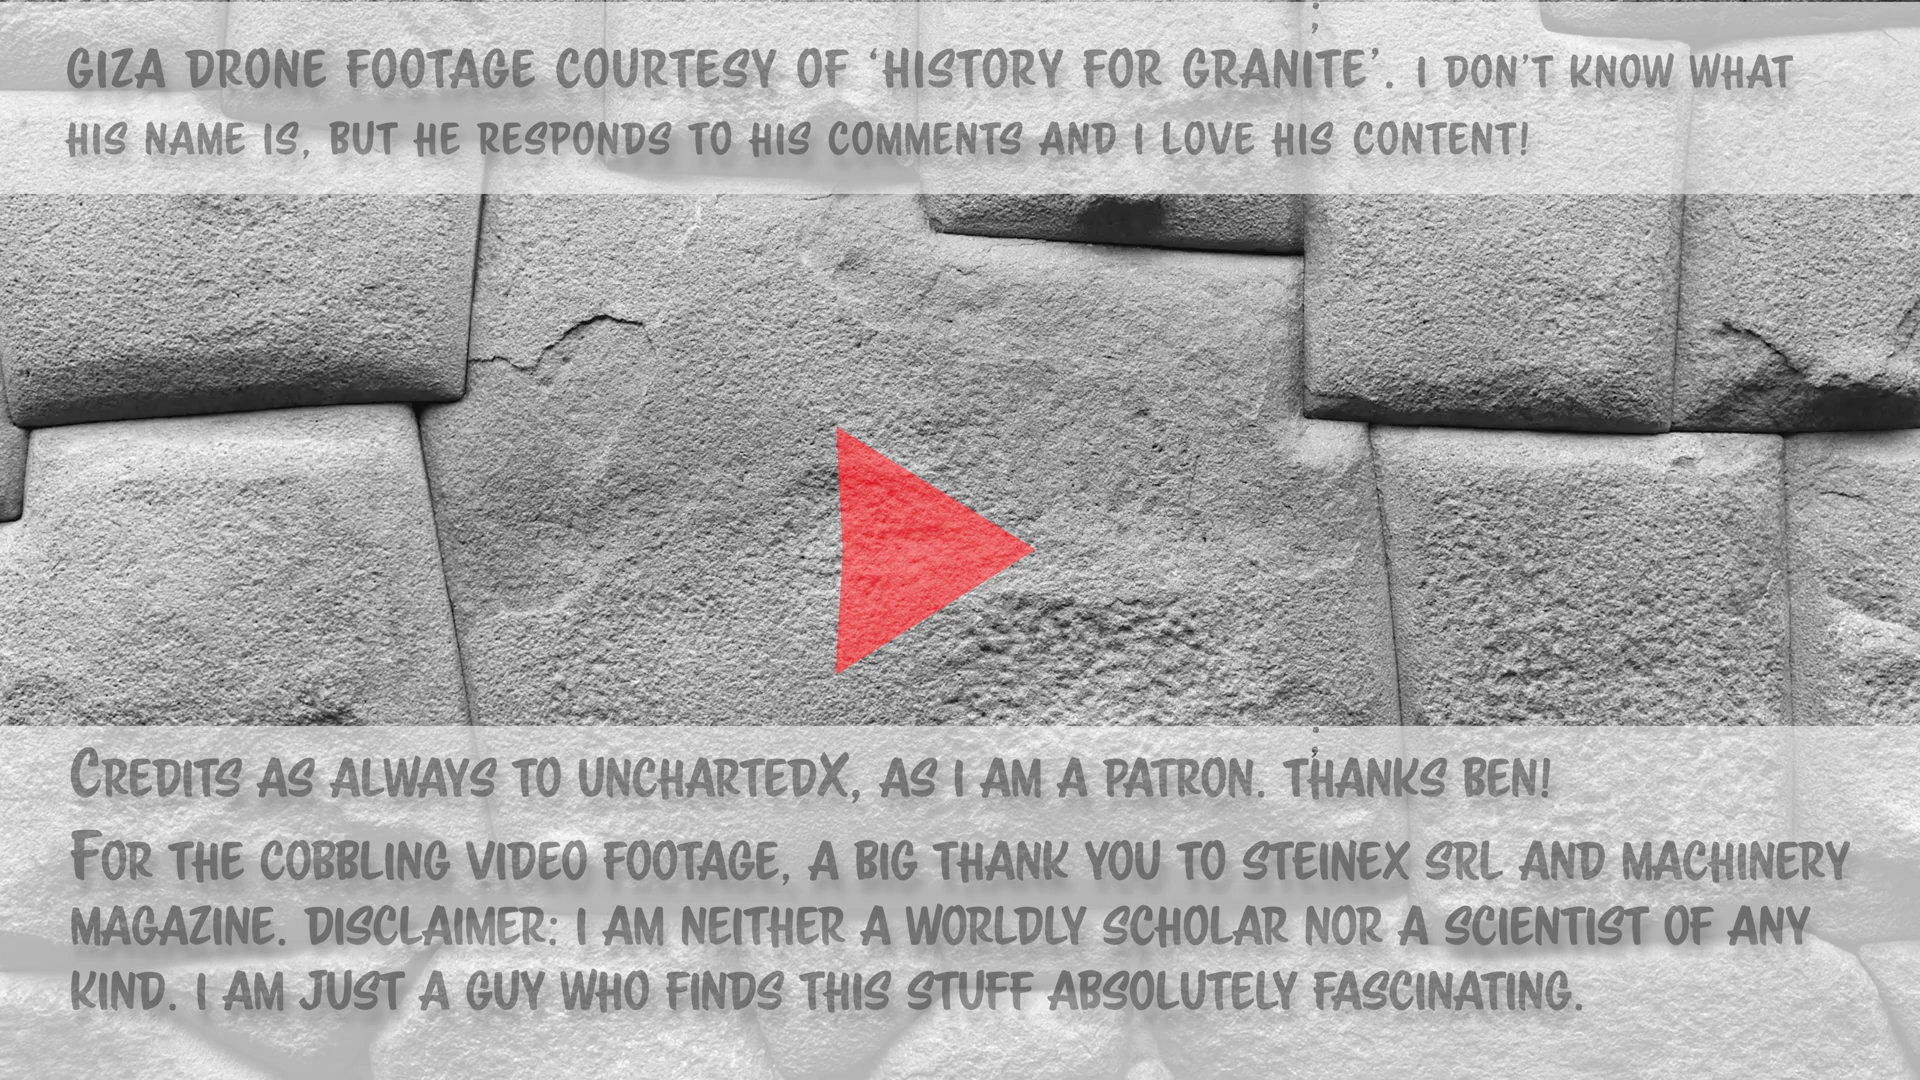 GIZA DRONE FOOTAGE COURTESY OF ‘HISTORY FOR GRANITE’. I DON’T KNOW WHAT
HIS NAME IS, BUT HE RESPONDS TO HIS COMMENTS AND I LOVE HIS CONTENT!
CREDITS AS ALWAYS TO UNCHARTEDX, AS I AM A PATRON. THANKS BEN!
FOR THE COBBLING VIDEO FOOTAGE, A BIG THANK YOU TO STEINEX SRL AND MACHINERY
MAGAZINE. DISCLAIMER: I AM NEITHER A WORLDLY SCHOLAR NOR A SCIENTIST OF ANY
KIND. I AM JUST A GUY WHO FINDS THIS STUFF ABSOLUTELY FASCINATING.